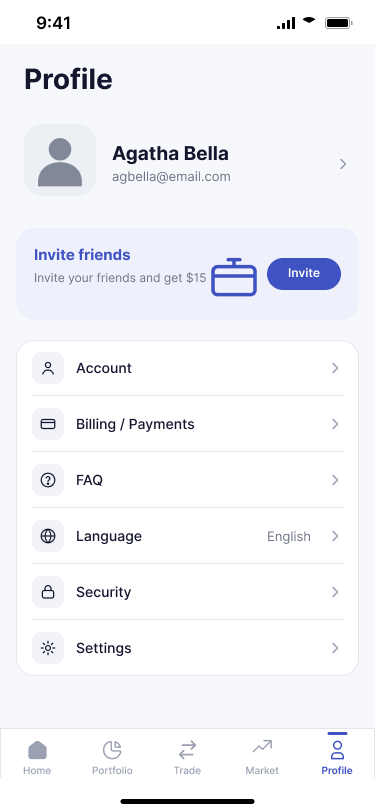 9:41
Profile
Agatha Bella
agbella@email.com
Invite friends
Invite your friends and get $15
Invite
Account
Billing / Payments
FAQ
Language English
Security
Settings
Home Portfolio Trade Market Profile